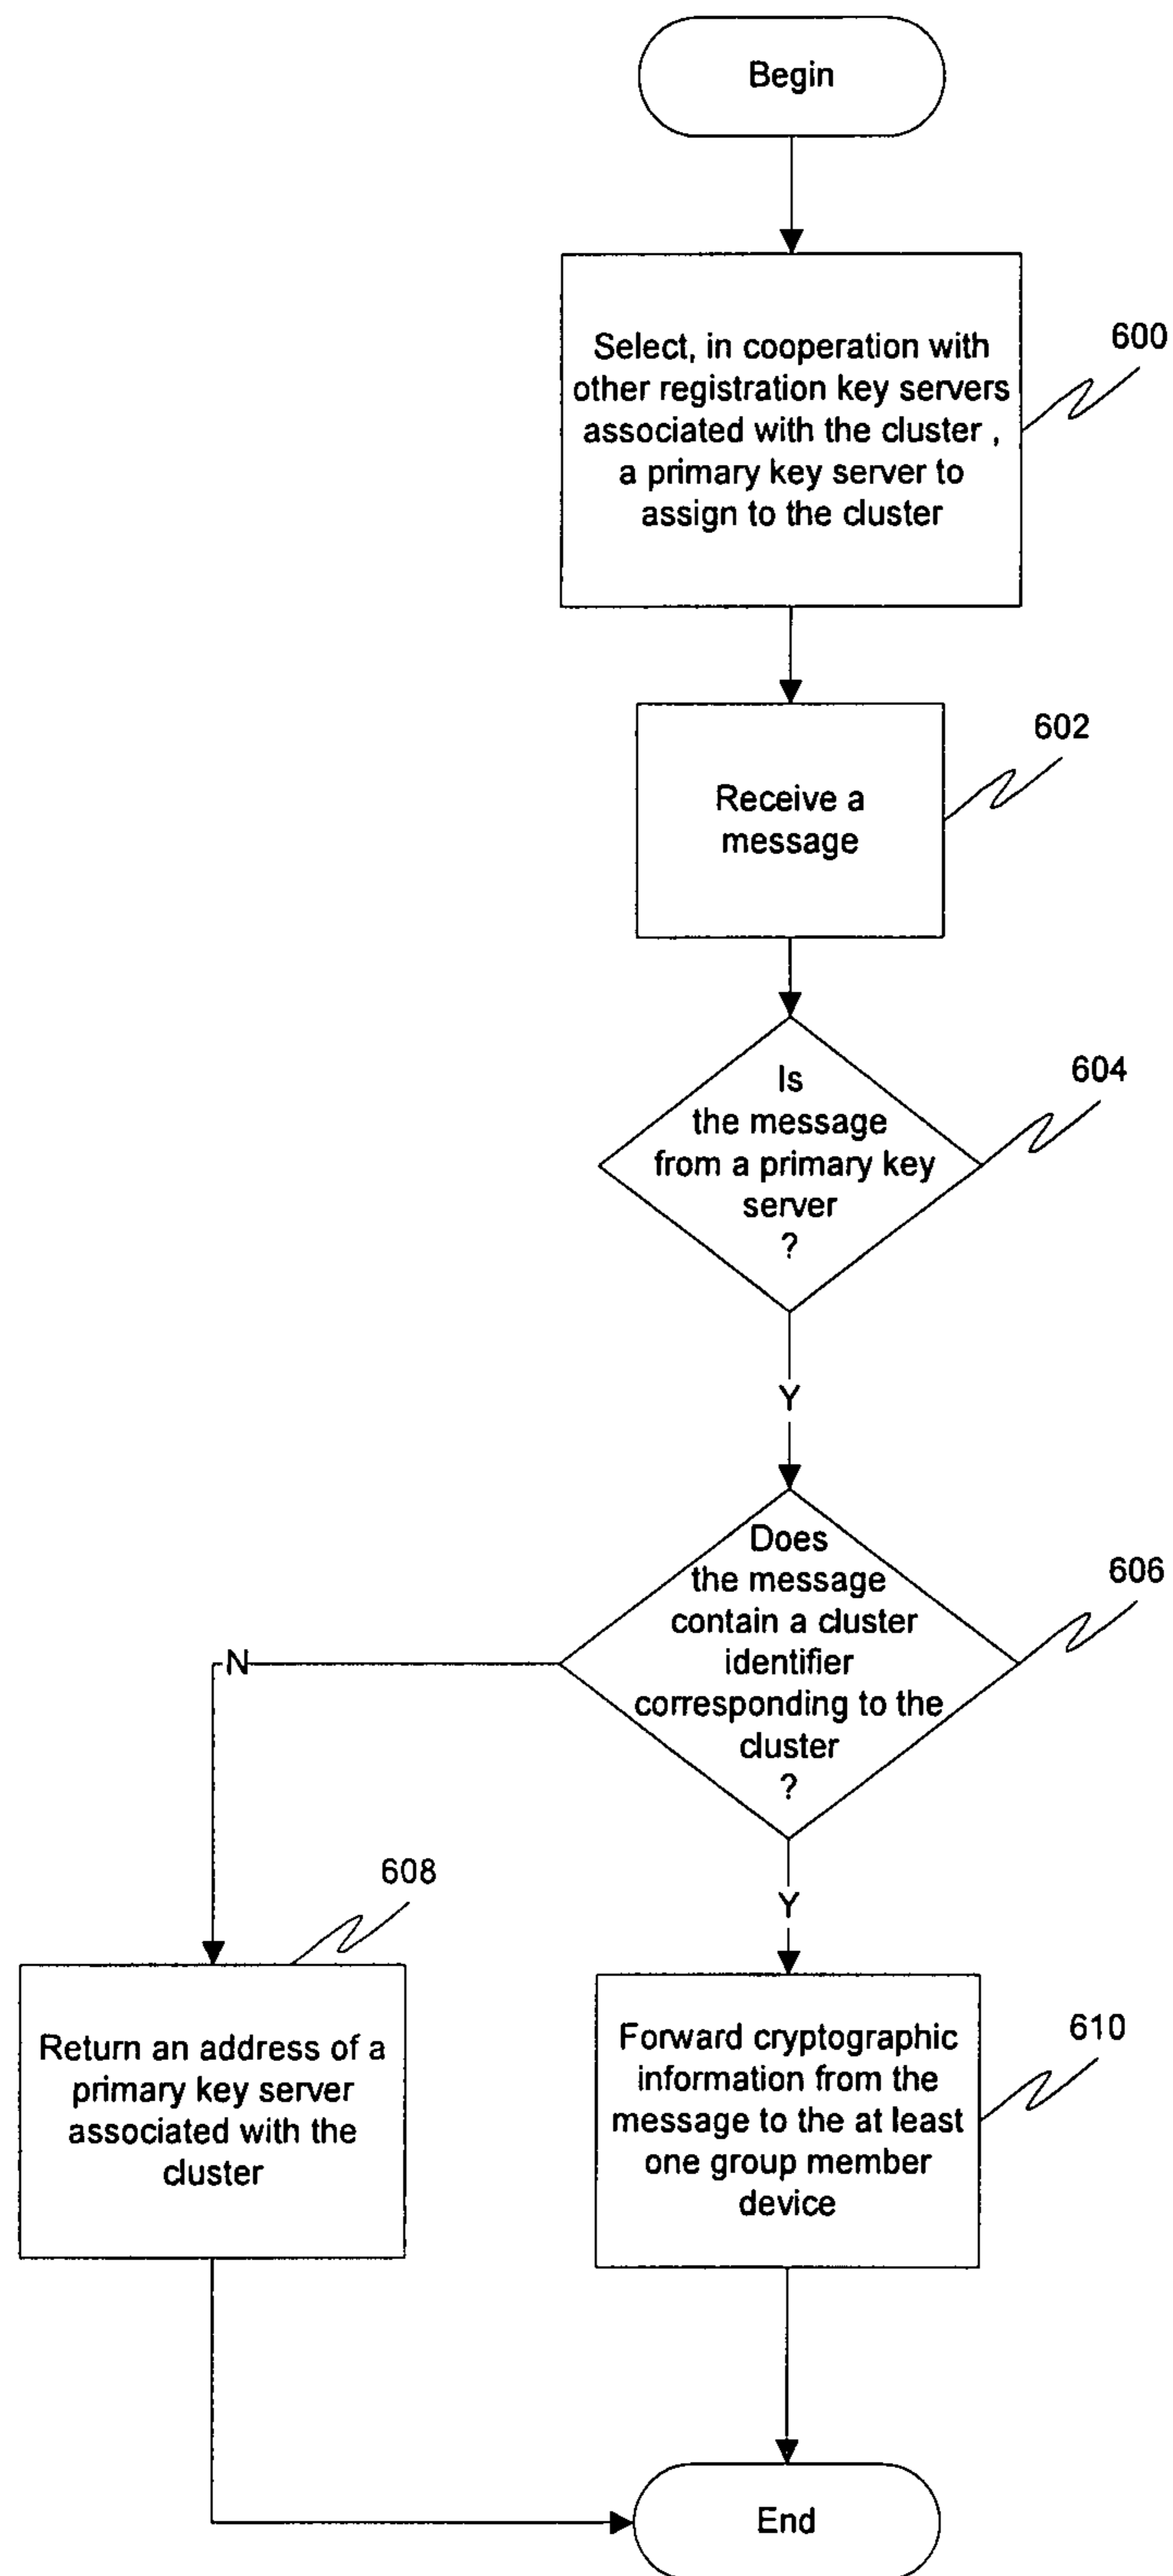 Begin
Select, in cooperation with
other registration key servers
associated with the cluster ,
a primary key server to
assign to the cluster
600
Receive a
message
602
Is
the message
from a primary key
server
?
604
Y
Does
the message
contain a cluster
identifier
corresponding to the
cluster
?
606
N
Y
608
Return an address of a
primary key server
associated with the
cluster
Forward cryptographic
information from the
message to the at least
one group member
device
610
End